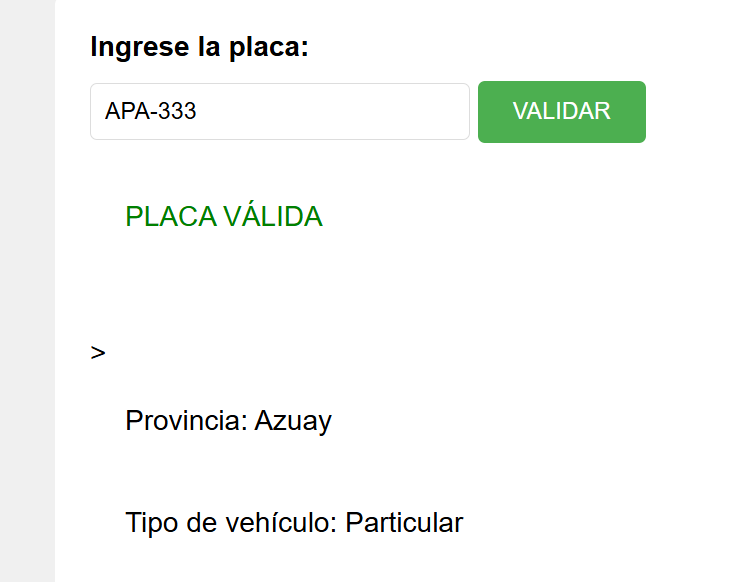 Ingrese la placa:
APA-333 VALIDAR
PLACA VÁLIDA
>
Provincia: Azuay
Tipo de vehículo: Particular